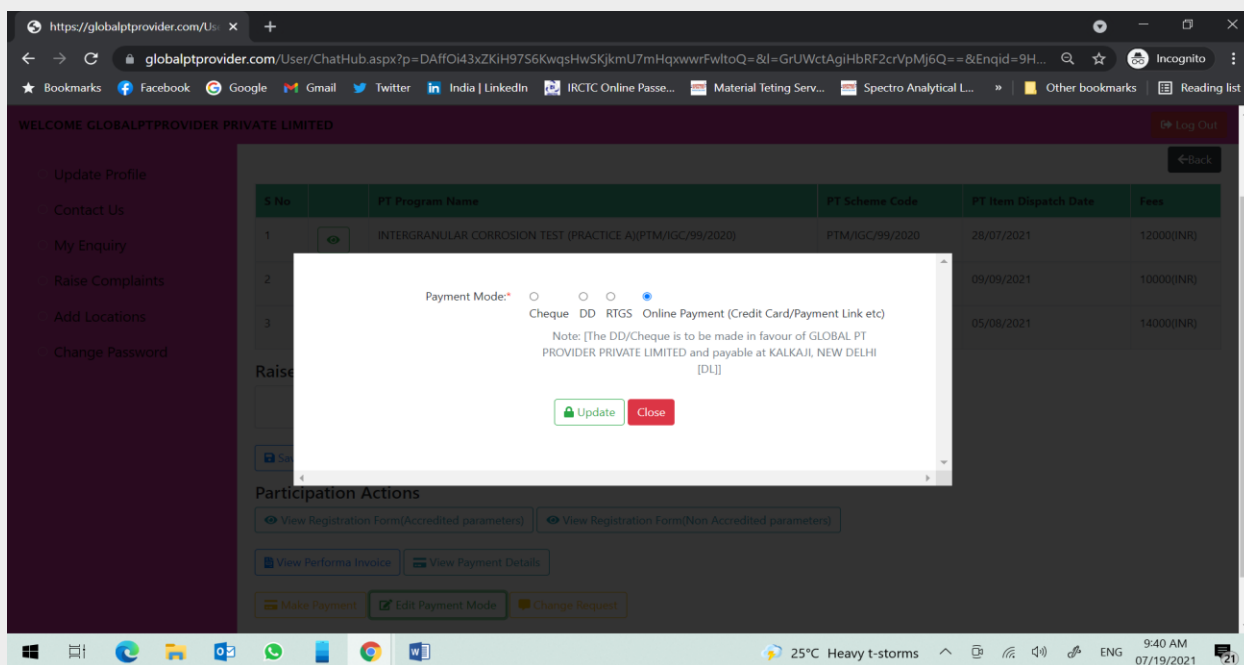 https://globalptprovider.com/Us
globalptprovider.com/User/ChatHub.aspx?p=DAffOi43xZKiH97S6KwqsHwSKjkmU7mHqxwwrFwltoQ=&l=GrUWctAgiHbRF2crVpMj6Q==&Enqid=9H... Incognito
Bookmarks Facebook Google Gmail Twitter India | LinkedIn IRCTC Online Passe... Material Teting Serv... Spectro Analytical L... » Other bookmarks Reading list
WELCOME GLOBALPTPROVIDER PRIVATE LIMITED Log Out
Back
Update Profile
Contact Us
My Enquiry
Raise Complaints
Add Locations
Change Password
S No PT Program Name PT Scheme Code PT Item Dispatch Date Fees
1 INTERGRANULAR CORROSION TEST (PRACTICE A)(PTM/IGC/99/2020) PTM/IGC/99/2020 28/07/2021 12000(INR)
2 09/09/2021 10000(INR)
3 05/08/2021 14000(INR)
Payment Mode:*
Cheque DD RTGS Online Payment (Credit Card/Payment Link etc)
Note: [The DD/Cheque is to be made in favour of GLOBAL PT
PROVIDER PRIVATE LIMITED and payable at KALKAJI, NEW DELHI
[DL]]
Update Close
Raise
Participation Actions
View Registration Form(Accredited parameters) View Registration Form(Non Accredited parameters)
View Performa Invoice View Payment Details
Make Payment Edit Payment Mode Change Request
25°C Heavy t-storms ENG 9:40 AM
07/19/2021 21